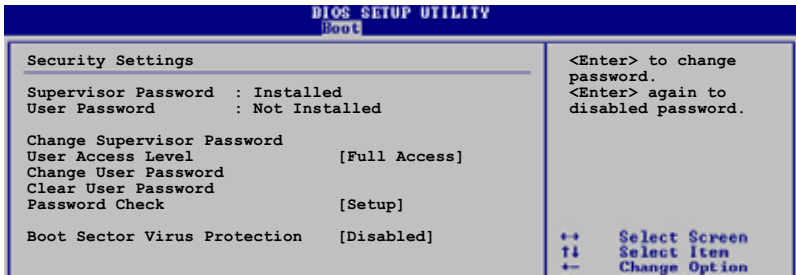 BIOS SETUP UTILITY
Boot
Security Settings
Supervisor Password : Installed
User Password : Not Installed
Change Supervisor Password
User Access Level [Full Access]
Change User Password
Clear User Password
Password Check [Setup]
Boot Sector Virus Protection [Disabled]
<Enter> to change
password.
<Enter> again to
disabled password.
↔ Select Screen
↑↓ Select Item
+- Change Option